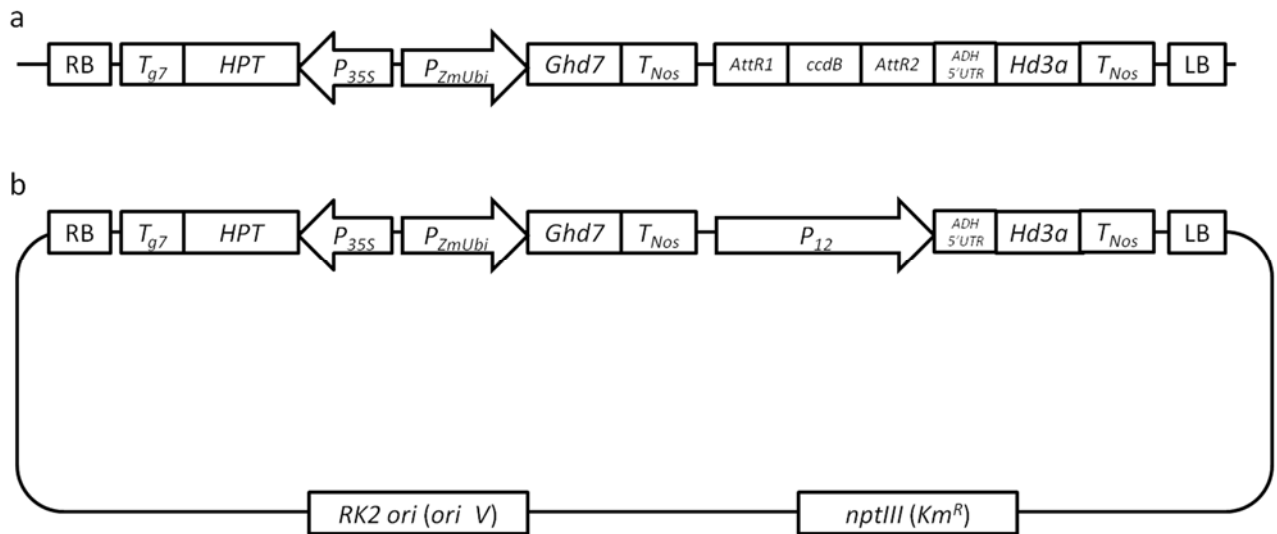 a
RB Tg7 HPT P35S PZmUbi Ghd7 TNos AttR1 ccdB AttR2 ADH 5'UTR Hd3a TNos LB
b
RB Tg7 HPT P35S PZmUbi Ghd7 TNos P12 ADH 5'UTR Hd3a TNos LB
RK2 ori (ori V) nptIII (KmR)